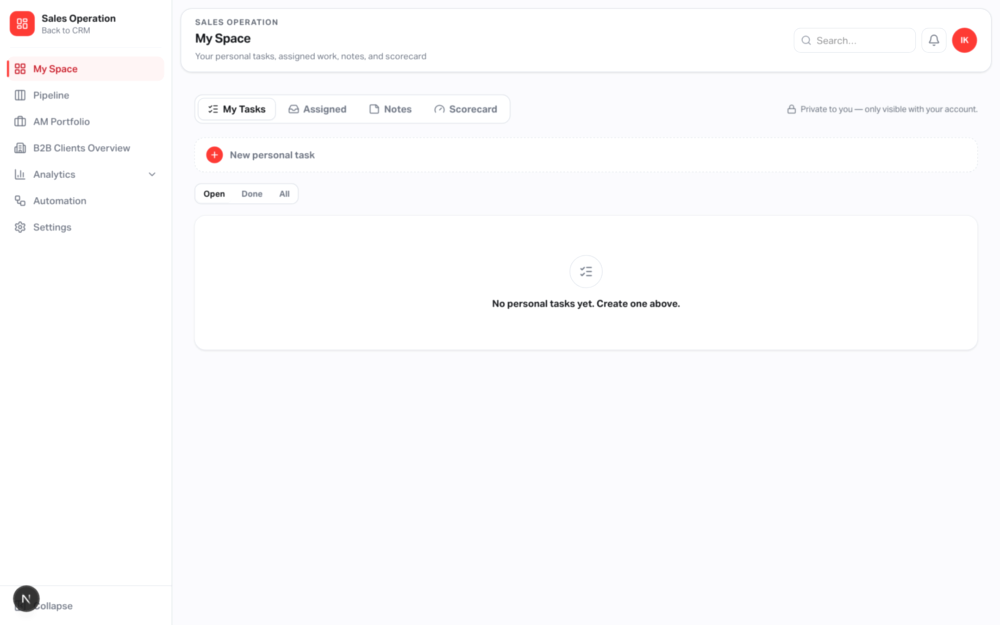 Sales Operation
Back to CRM
My Space
Pipeline
AM Portfolio
B2B Clients Overview
Analytics
Automation
Settings
N
Collapse
SALES OPERATION
My Space
Your personal tasks, assigned work, notes, and scorecard
Search...
IK
My Tasks
Assigned
Notes
Scorecard
Private to you — only visible with your account.
New personal task
Open
Done
All
No personal tasks yet. Create one above.